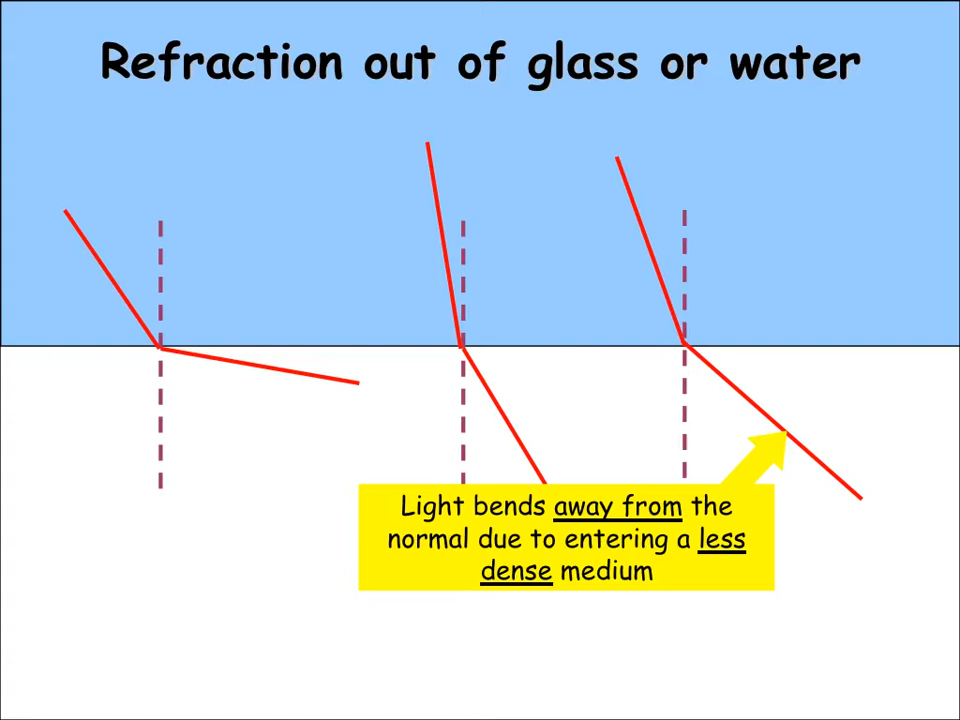 Refraction out of glass or water
Light bends away from the
normal due to entering a less
dense medium